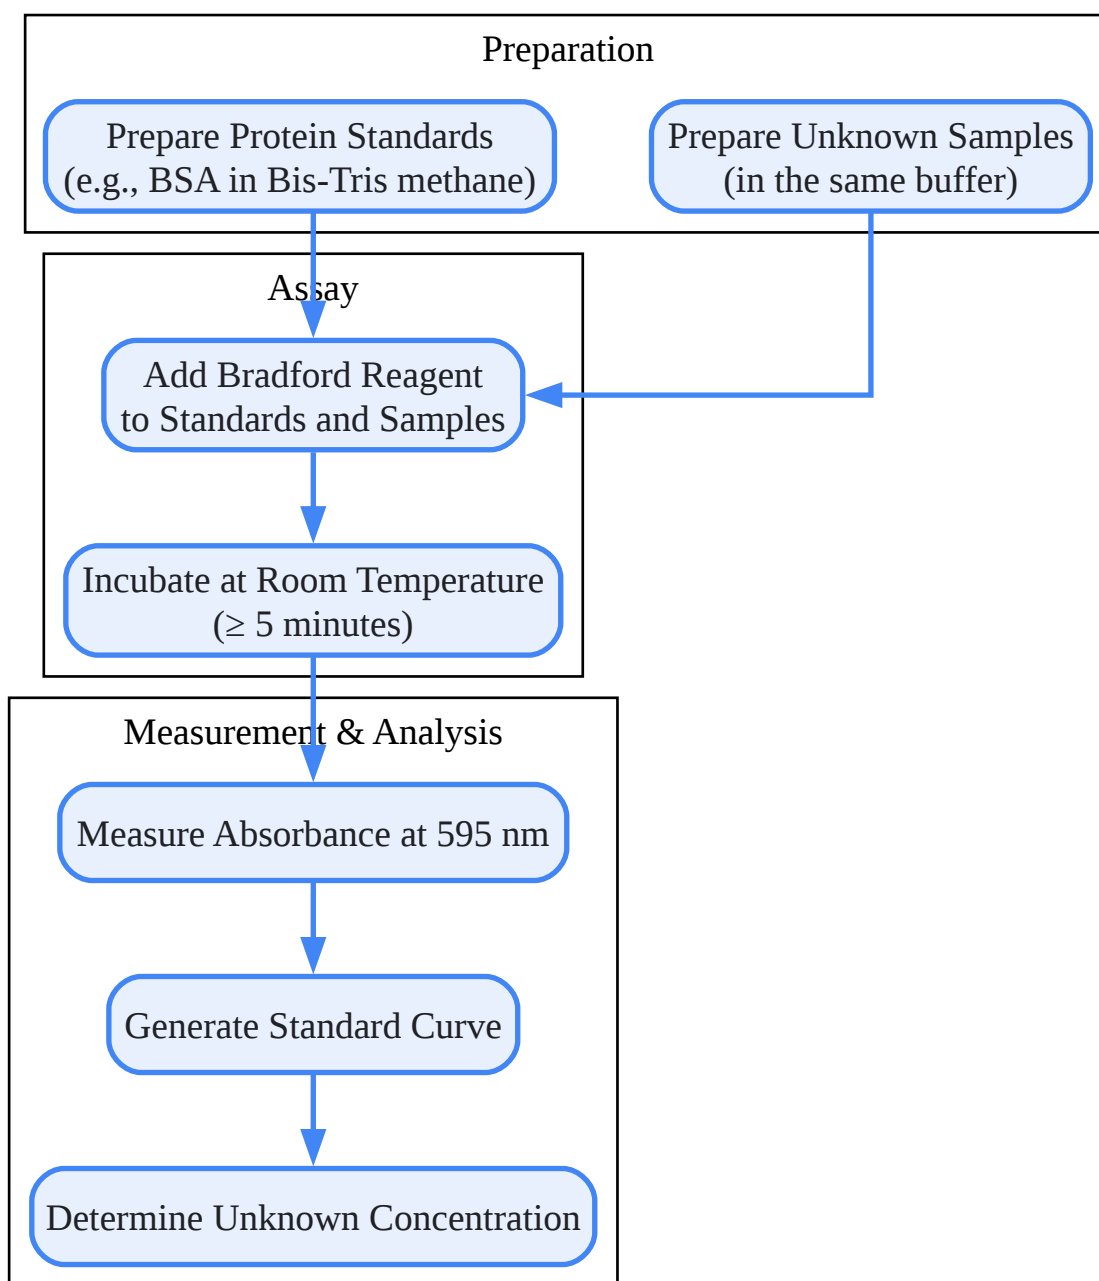 Preparation
Prepare Protein Standards
(e.g., BSA in Bis-Tris methane)
Prepare Unknown Samples
(in the same buffer)
Assay
Add Bradford Reagent
to Standards and Samples
Incubate at Room Temperature
(≥ 5 minutes)
Measurement & Analysis
Measure Absorbance at 595 nm
Generate Standard Curve
Determine Unknown Concentration